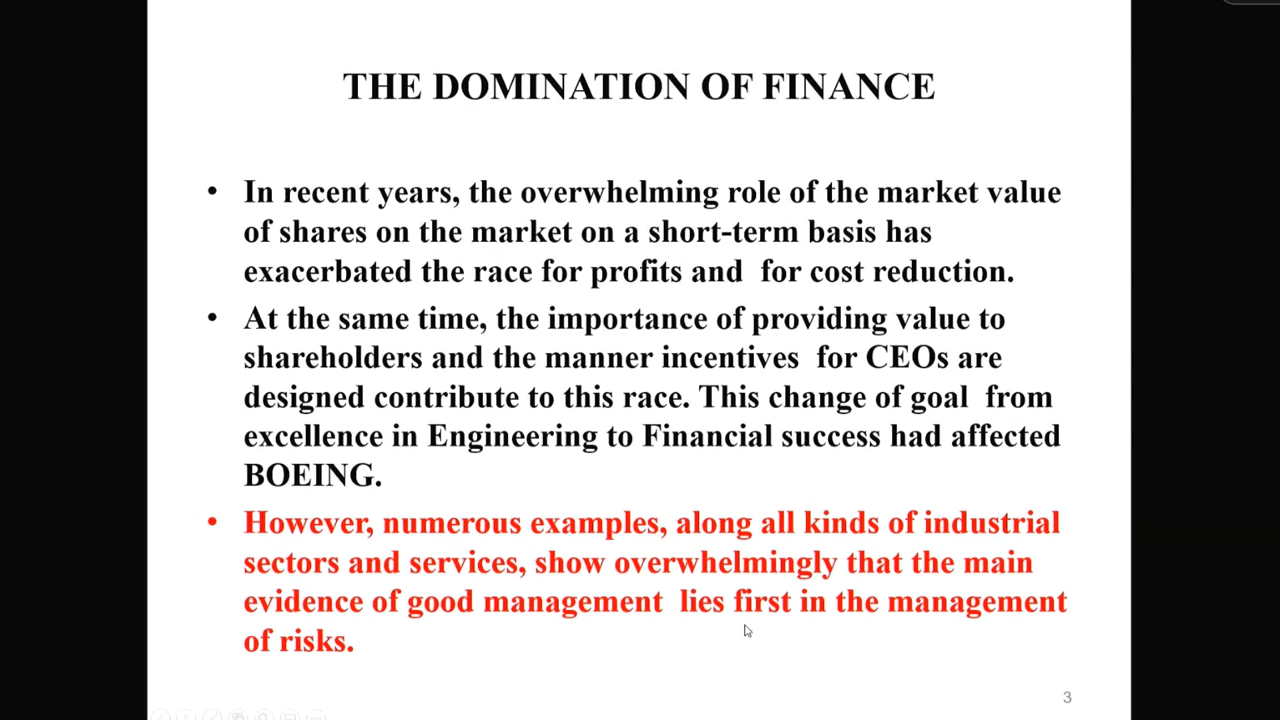 THE DOMINATION OF FINANCE
• In recent years, the overwhelming role of the market value
of shares on the market on a short-term basis has
exacerbated the race for profits and for cost reduction.
• At the same time, the importance of providing value to
shareholders and the manner incentives for CEOs are
designed contribute to this race. This change of goal from
excellence in Engineering to Financial success had affected
BOEING.
• However, numerous examples, along all kinds of industrial
sectors and services, show overwhelmingly that the main
evidence of good management lies first in the management
of risks.
3